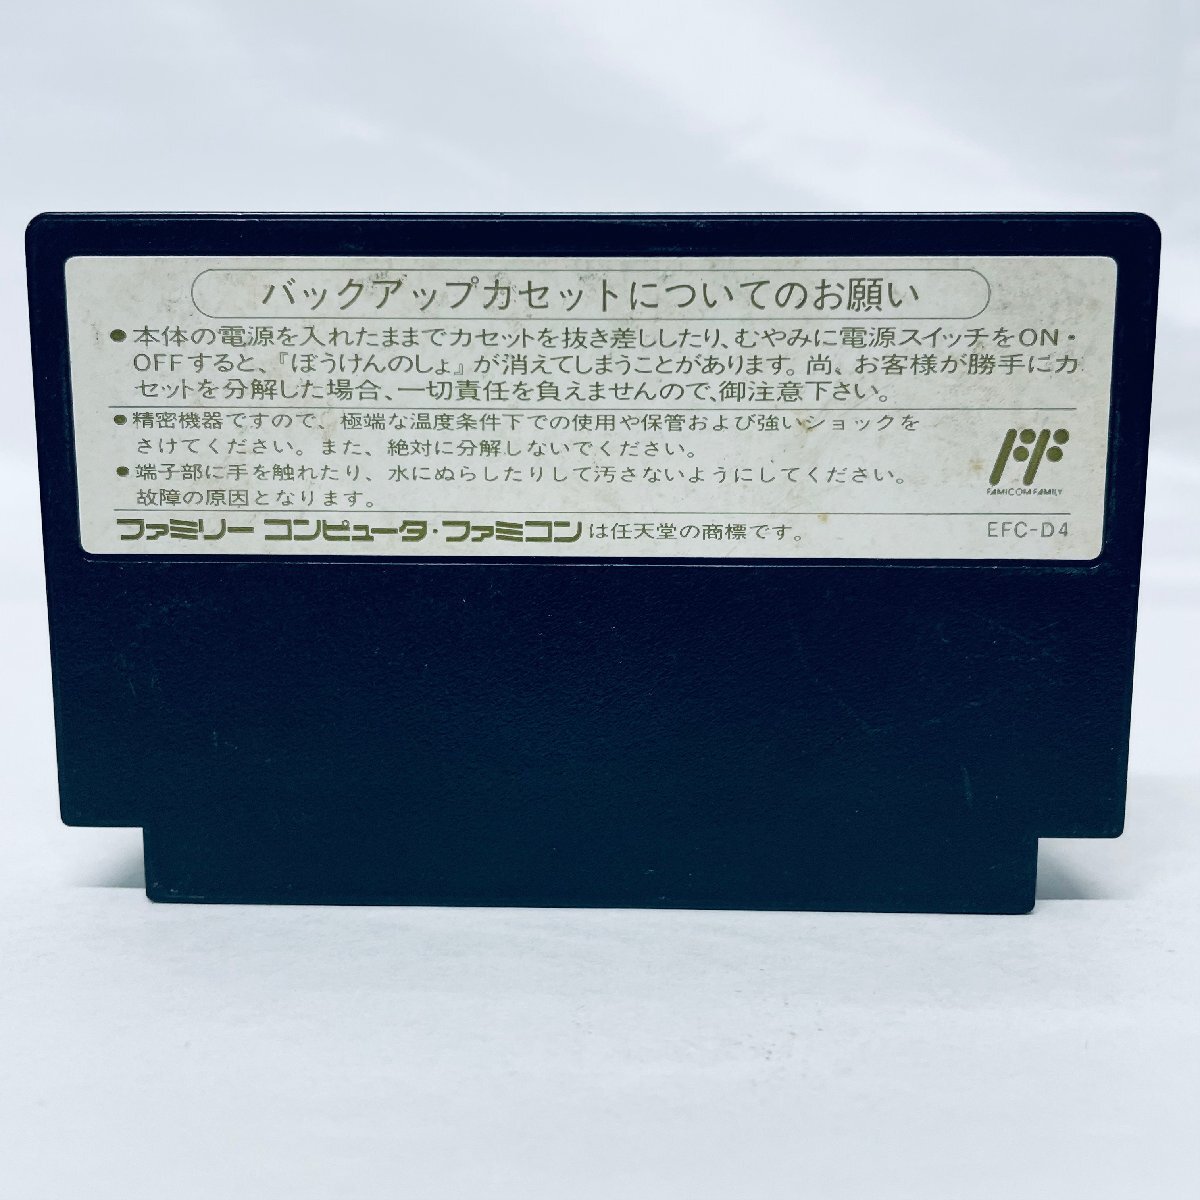 バックアップカセットについてのお願い
●本体の電源を入れたままでカセットを抜き差ししたり、むやみに電源スイッチをON・
OFFすると、『ぼうけんのしょ』が消えてしまうことがあります。尚、お客様が勝手にカ
セットを分解した場合、一切責任を負えませんので、御注意下さい。
●精密機器ですので、極端な温度条件下での使用や保管および強いショックを
さけてください。また、絶対に分解しないでください。
●端子部に手を触れたり、水にぬらしたりして汚さないようにしてください。
故障の原因となります。
FAMICOM FAMILY
ファミリーコンピュータ・ファミコンは任天堂の商標です。
EFC-D4